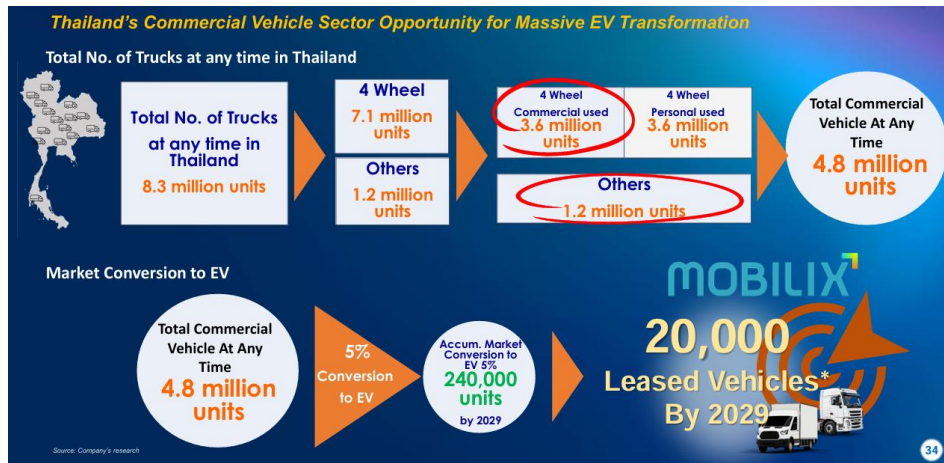 Thailand's Commercial Vehicle Sector Opportunity for Massive EV Transformation
Total No. of Trucks at any time in Thailand
Total No. of Trucks
at any time in
Thailand
8.3 million units
4 Wheel
7.1 million
units
Others
1.2 million
units
4 Wheel
Commercial used
3.6 million
units
4 Wheel
Personal used
3.6 million
units
Others
1.2 million units
Total Commercial
Vehicle At Any
Time
4.8 million
units
Market Conversion to EV
Total Commercial
Vehicle At Any
Time
4.8 million
units
5%
Conversion
to EV
Accum. Market
Conversion to
EV 5%
240,000
units
by 2029
MOBILIX
20,000
Leased Vehicles*
By 2029
Source: Company's research
34